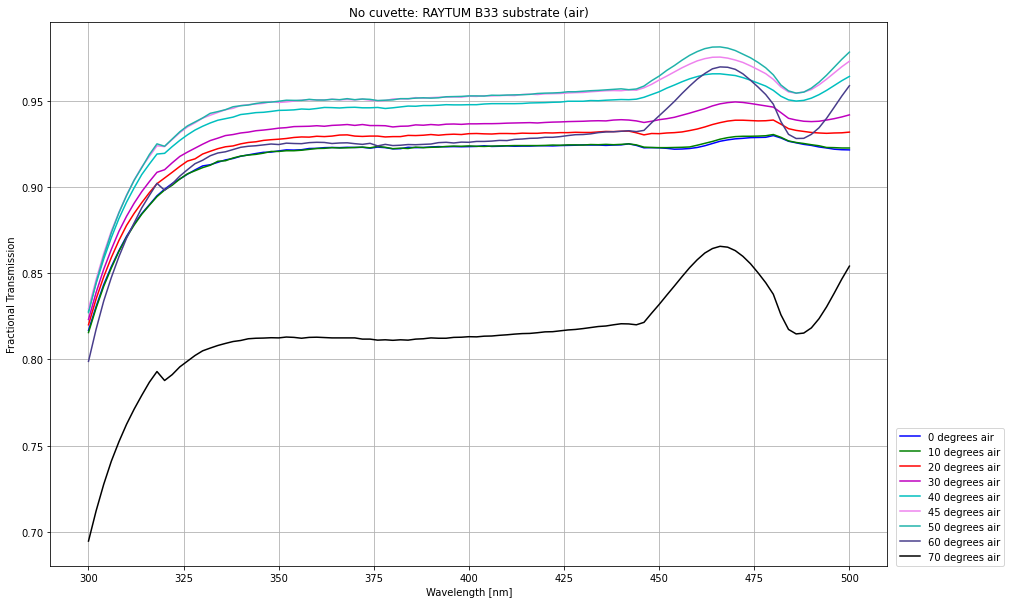 No cuvette: RAYTUM B33 substrate (air)
Fractional Transmission
0.95
0.90
0.85
0.80
0.75
0.70
300
325
350
375
400
425
450
475
500
Wavelength [nm]
0 degrees air
10 degrees air
20 degrees air
30 degrees air
40 degrees air
45 degrees air
50 degrees air
60 degrees air
70 degrees air